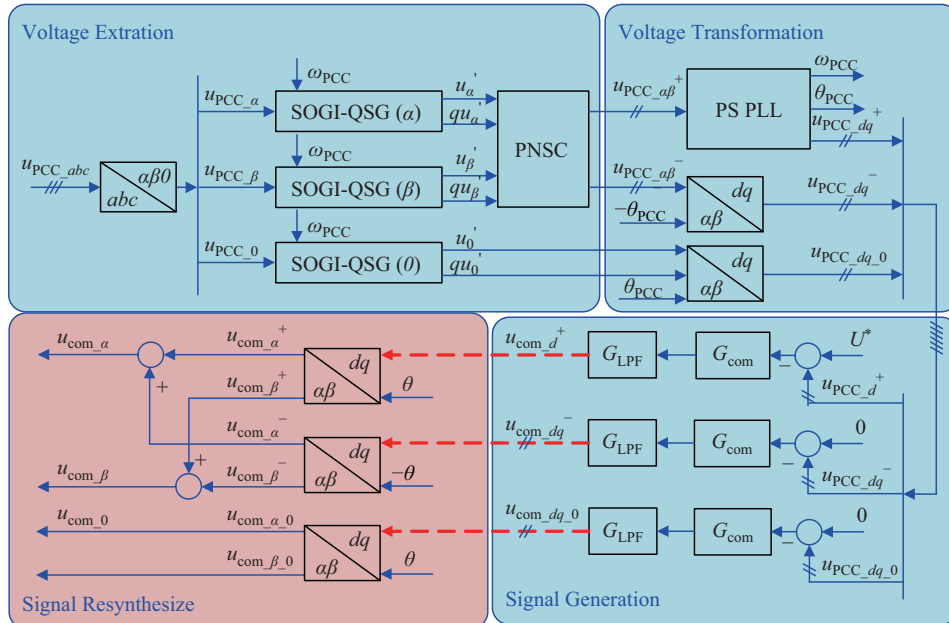 Voltage Extration
u_PCC_abc
αβ0
abc
u_PCC_α
u_PCC_β
u_PCC_0
ω_PCC
SOGI-QSG (α)
u_α'
qu_α'
ω_PCC
SOGI-QSG (β)
u_β'
qu_β'
ω_PCC
SOGI-QSG (0)
u_0'
qu_0'
PNSC
Voltage Transformation
u_PCC_αβ^+
PS PLL
ω_PCC
θ_PCC
u_PCC_dq^+
u_PCC_αβ^−
−θ_PCC
dq
αβ
u_PCC_dq^−
θ_PCC
dq
αβ
u_PCC_dq_0
u_com_α
u_com_α^+
+
u_com_β^+
dq
αβ
θ
u_com_α^−
+
u_com_β
u_com_β^−
dq
αβ
−θ
u_com_0
u_com_α_0
u_com_β_0
dq
αβ
θ
Signal Resynthesize
u_com_d^+
G_LPF
G_com
−
U*
u_PCC_d^+
u_com_dq^−
G_LPF
G_com
−
0
u_PCC_dq^−
u_com_dq_0
G_LPF
G_com
−
0
u_PCC_dq_0
Signal Generation